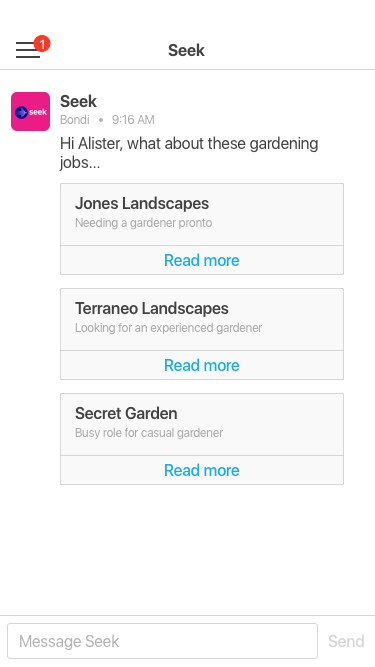 1
Seek
seek
Seek
Bondi • 9:16 AM
Hi Alister, what about these gardening
jobs...
Jones Landscapes
Needing a gardener pronto
Read more
Terraneo Landscapes
Looking for an experienced gardener
Read more
Secret Garden
Busy role for casual gardener
Read more
Message Seek
Send